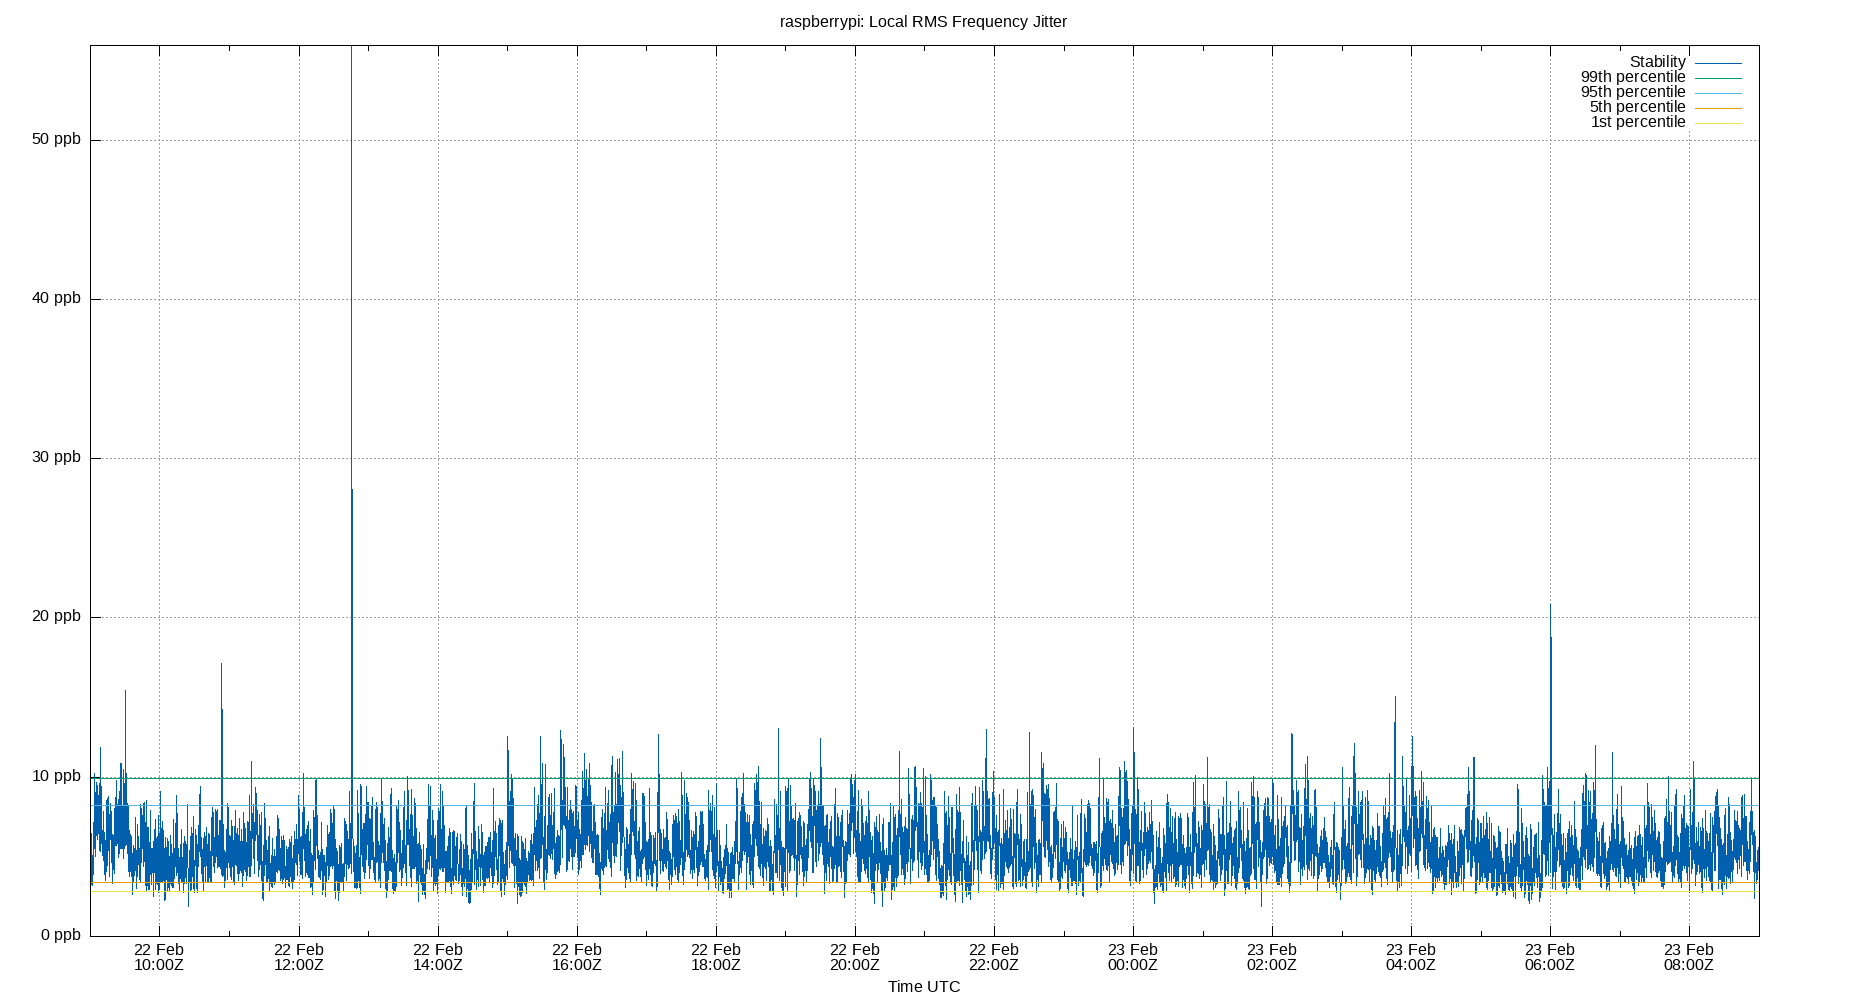 raspberrypi: Local RMS Frequency Jitter
Stability
99th percentile
95th percentile
5th percentile
1st percentile
50 ppb
40 ppb
30 ppb
20 ppb
10 ppb
0 ppb
22 Feb 22 Feb 22 Feb 22 Feb 22 Feb 22 Feb 22 Feb 23 Feb 23 Feb 23 Feb 23 Feb 23 Feb
10:00Z 12:00Z 14:00Z 16:00Z 18:00Z 20:00Z 22:00Z 00:00Z 02:00Z 04:00Z 06:00Z 08:00Z
Time UTC